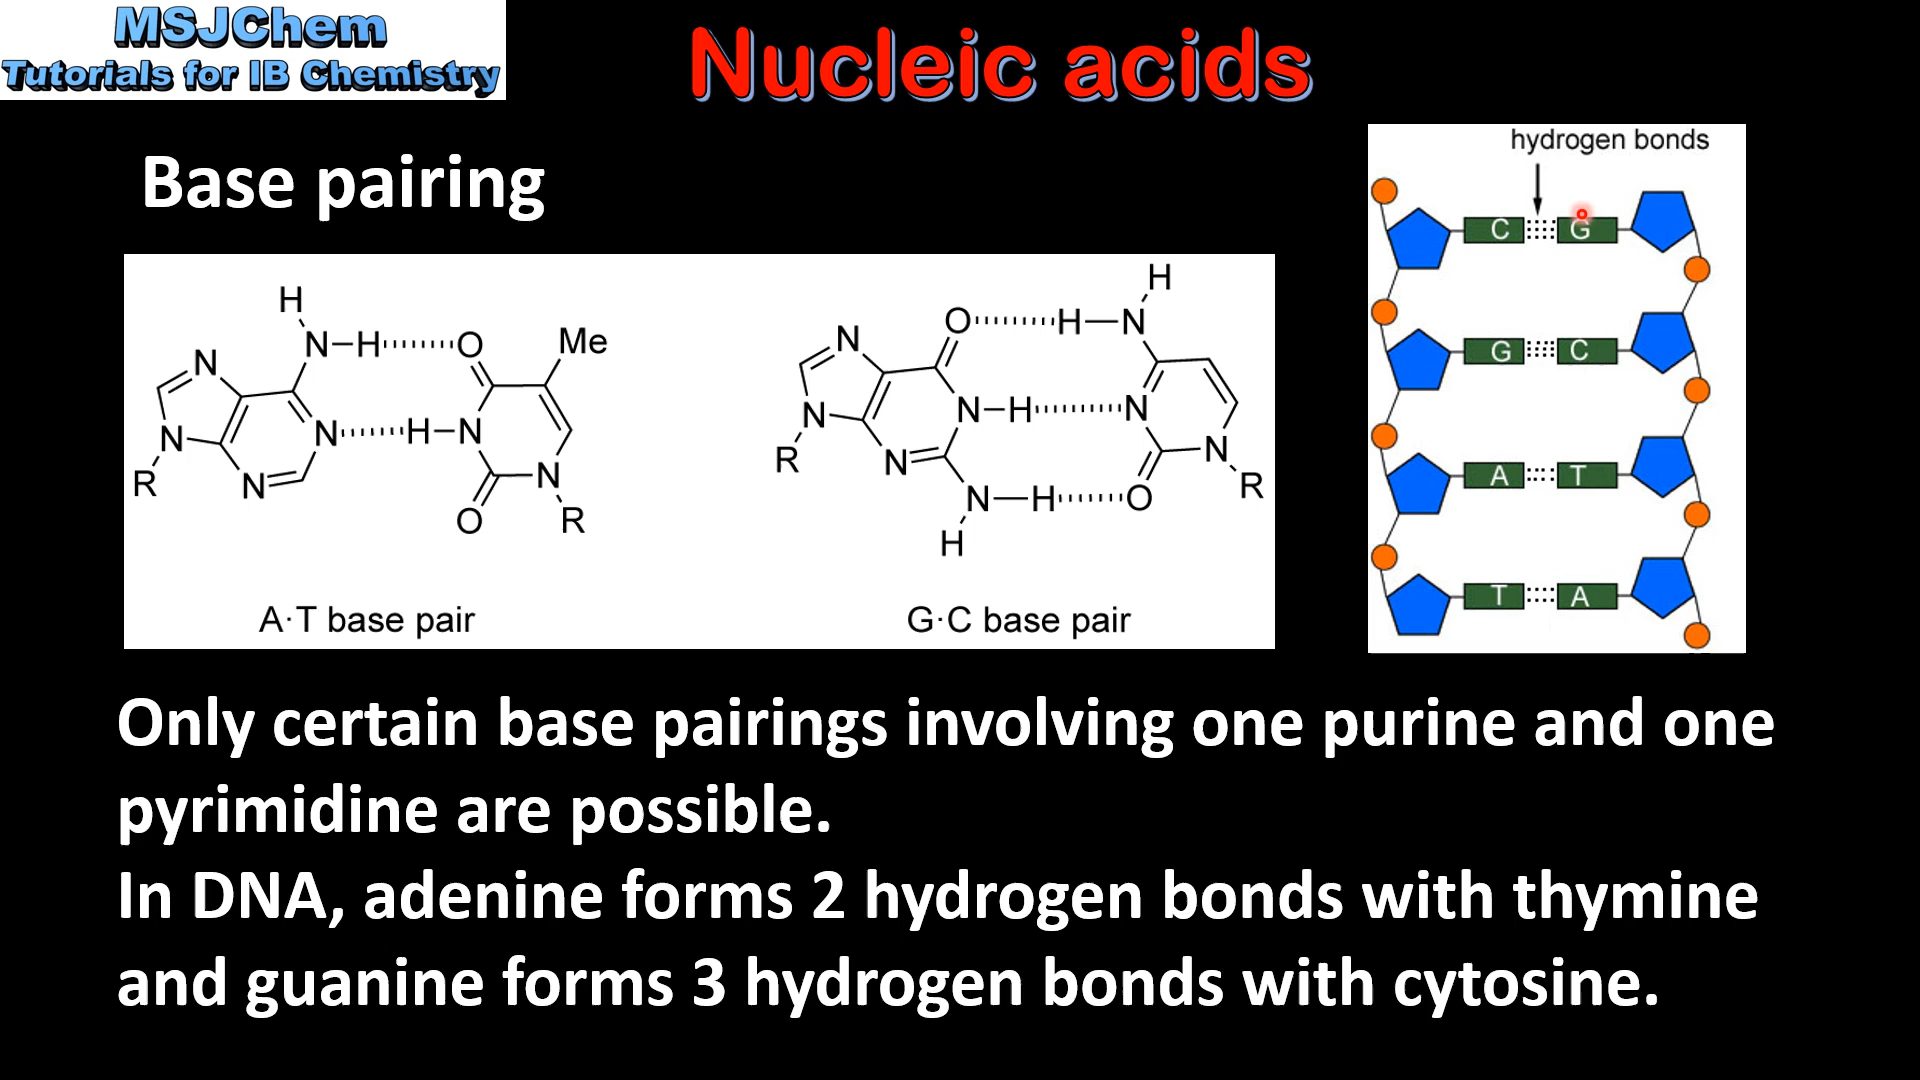 MSJChem
Tutorials for IB Chemistry
Nucleic acids
Base pairing
hydrogen bonds
C G
G C
A T
T A
H
N H O Me
N
N H N
N
R
N
N
O
R
H
O H N
N
N H N
N
R
N
N
R
N H O
H
A·T base pair
G·C base pair
Only certain base pairings involving one purine and one
pyrimidine are possible.
In DNA, adenine forms 2 hydrogen bonds with thymine
and guanine forms 3 hydrogen bonds with cytosine.